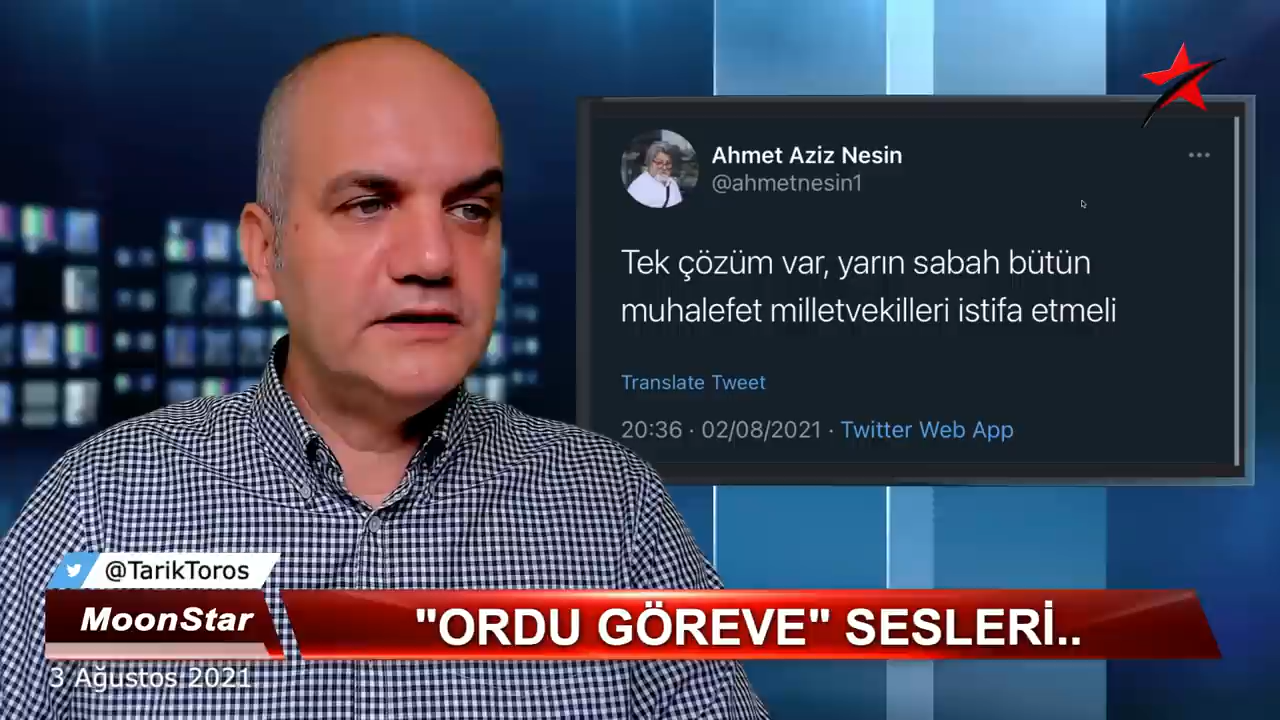 Ahmet Aziz Nesin
@ahmetnesin1
Tek çözüm var, yarın sabah bütün
muhalefet milletvekilleri istifa etmeli
Translate Tweet
20:36 · 02/08/2021 · Twitter Web App
@TarikToros
MoonStar
"ORDU GÖREVE" SESLERİ..
3 Ağustos 2021